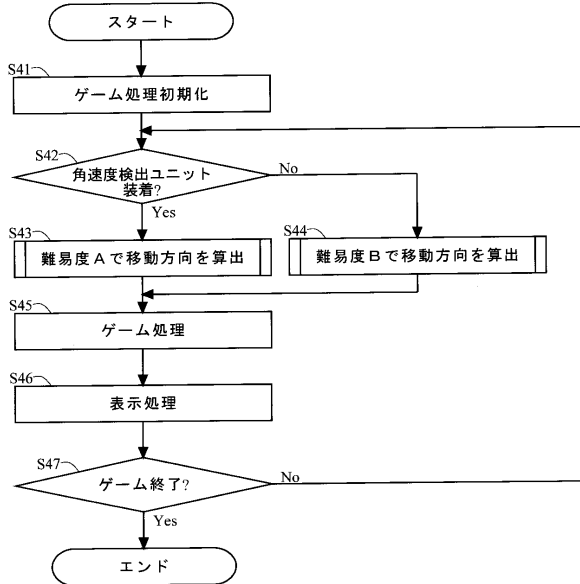 スタート
S41
ゲーム処理初期化
S42
角速度検出ユニット
装着?
No
Yes
S43
難易度Aで移動方向を算出
S44
難易度Bで移動方向を算出
S45
ゲーム処理
S46
表示処理
S47
ゲーム終了?
No
Yes
エンド